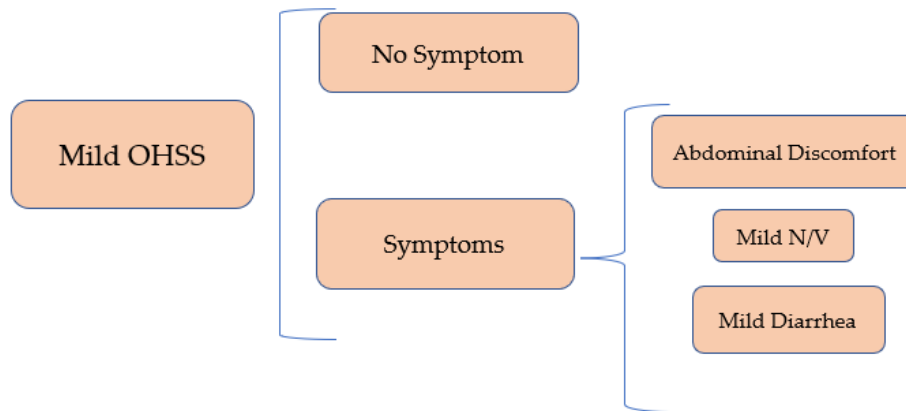 Mild OHSS
No Symptom
Symptoms
Abdominal Discomfort
Mild N/V
Mild Diarrhea